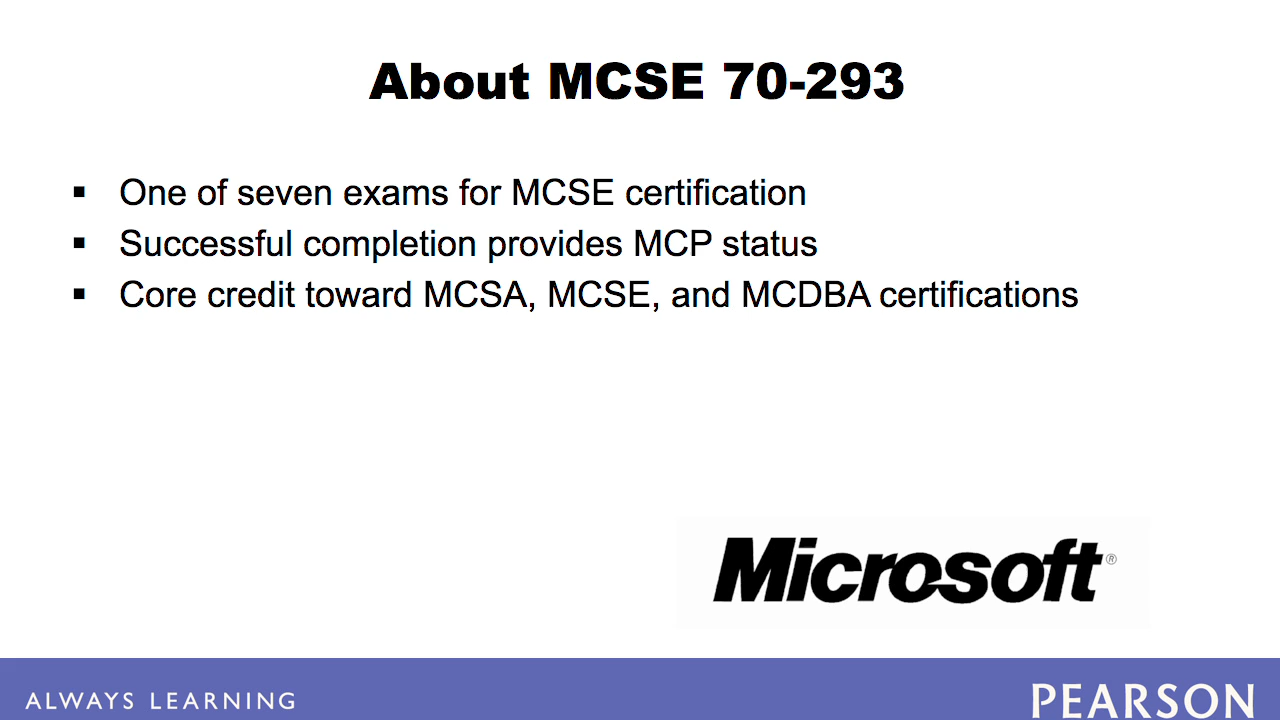 About MCSE 70-293
▪ One of seven exams for MCSE certification
▪ Successful completion provides MCP status
▪ Core credit toward MCSA, MCSE, and MCDBA certifications
Microsoft®
ALWAYS LEARNING
PEARSON